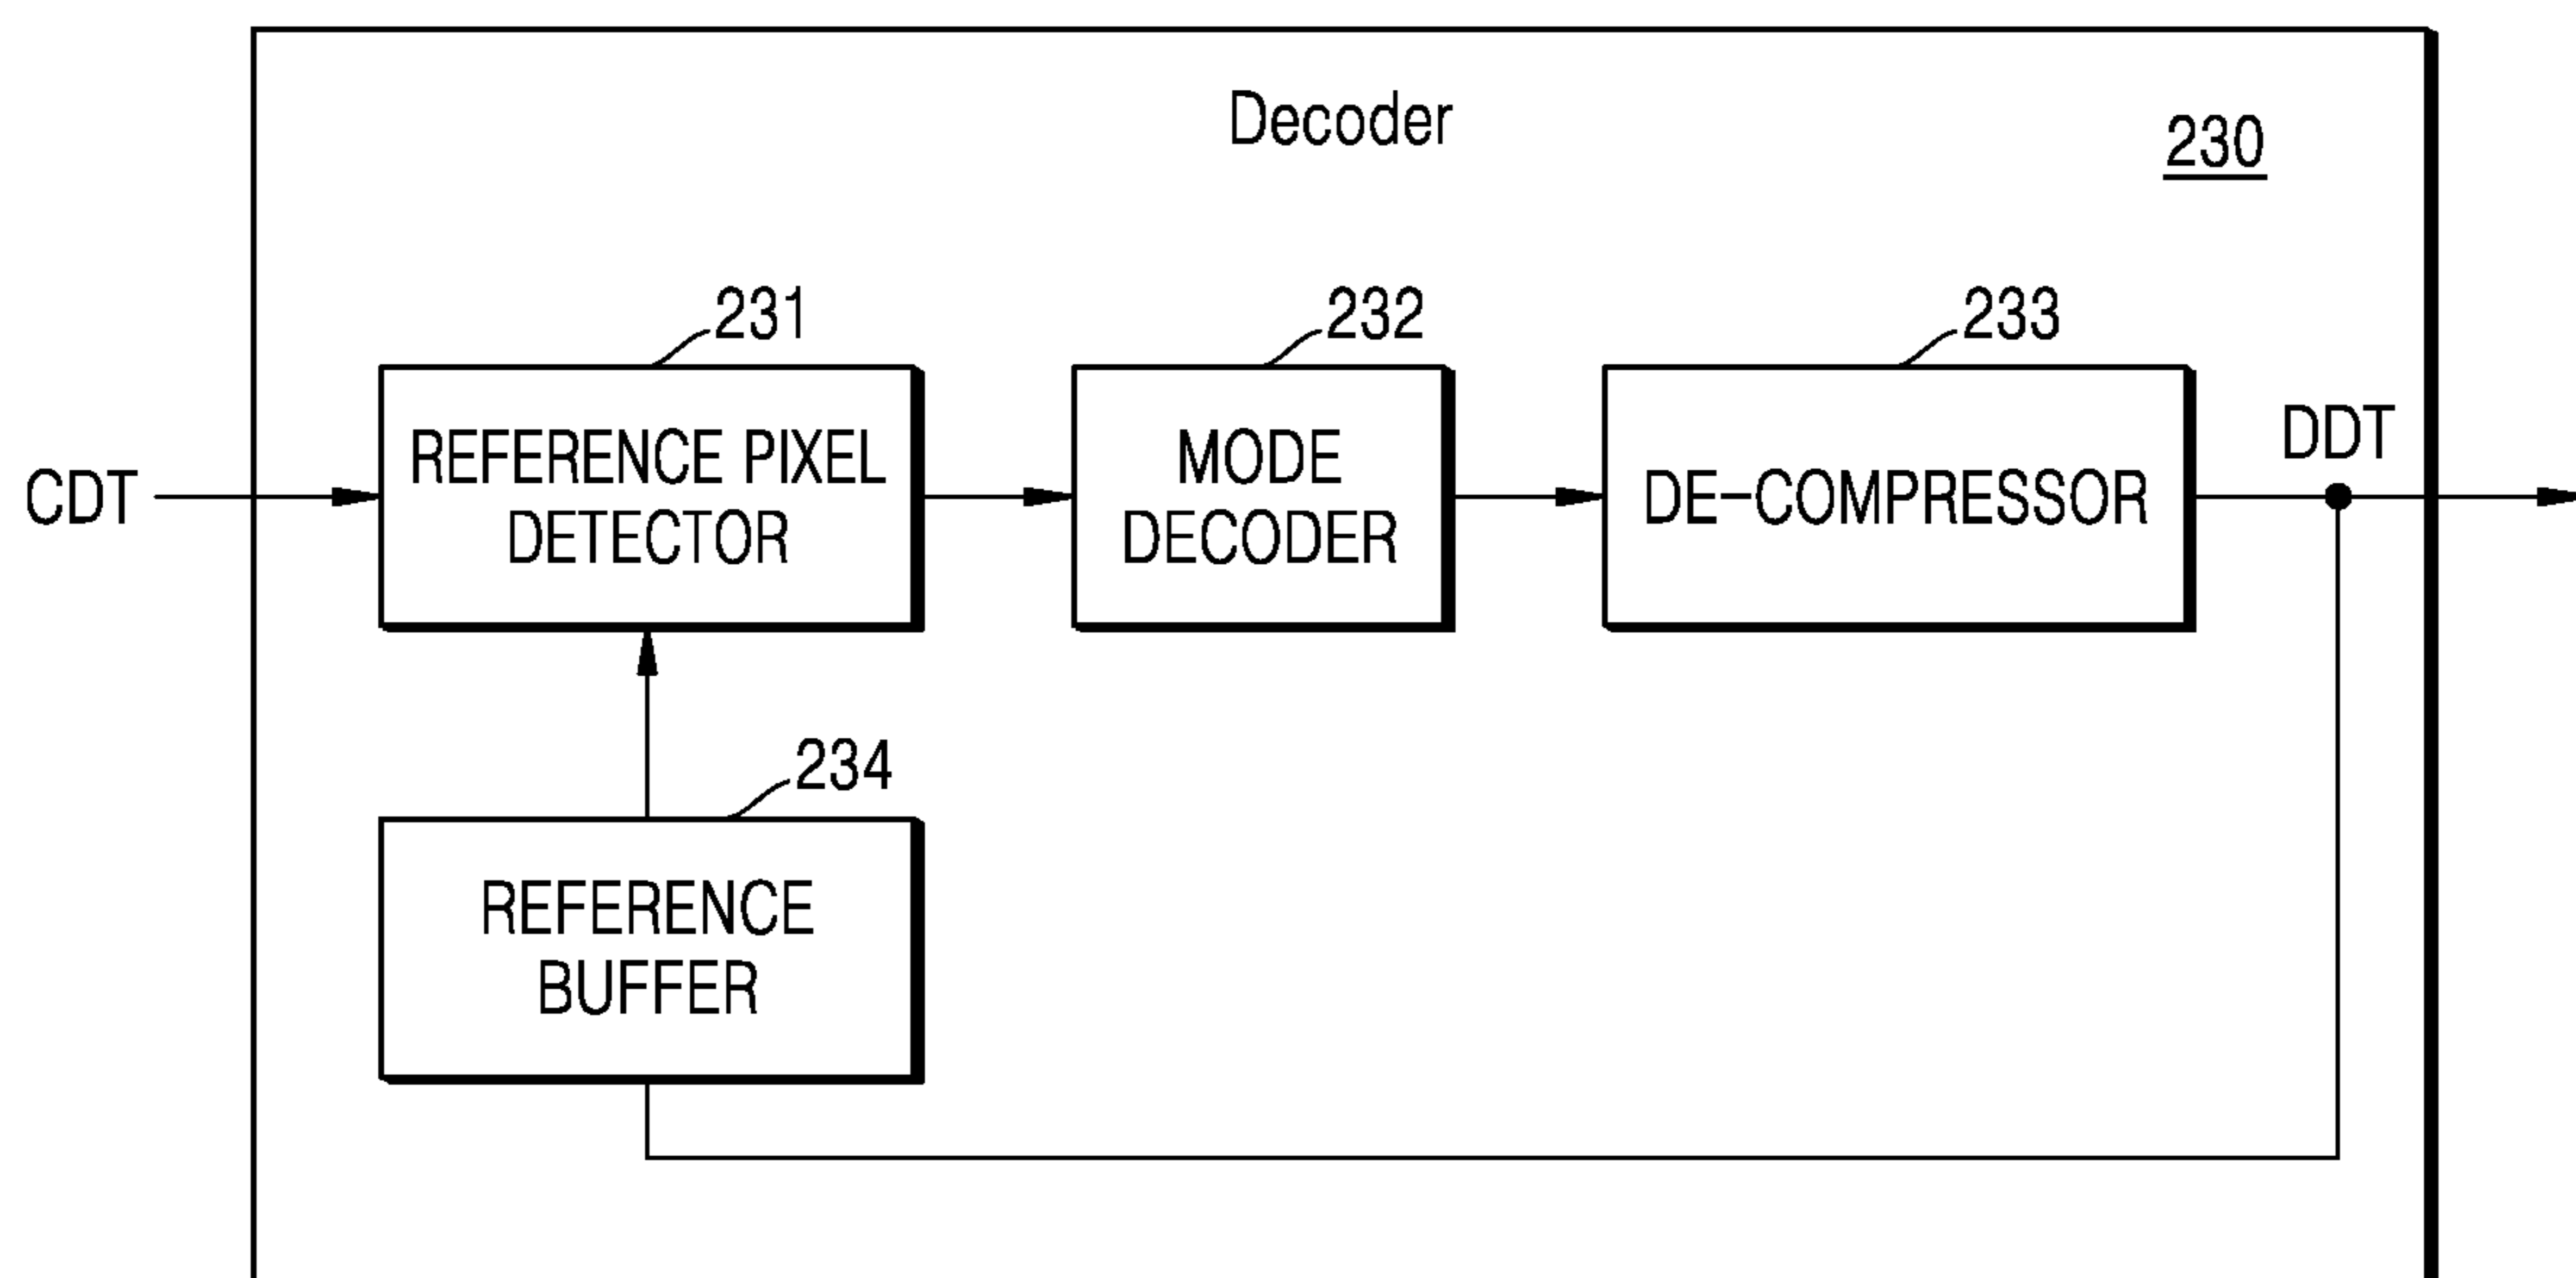 Decoder
230
231
232
233
CDT
REFERENCE PIXEL
DETECTOR
MODE
DECODER
DE-COMPRESSOR
DDT
234
REFERENCE
BUFFER